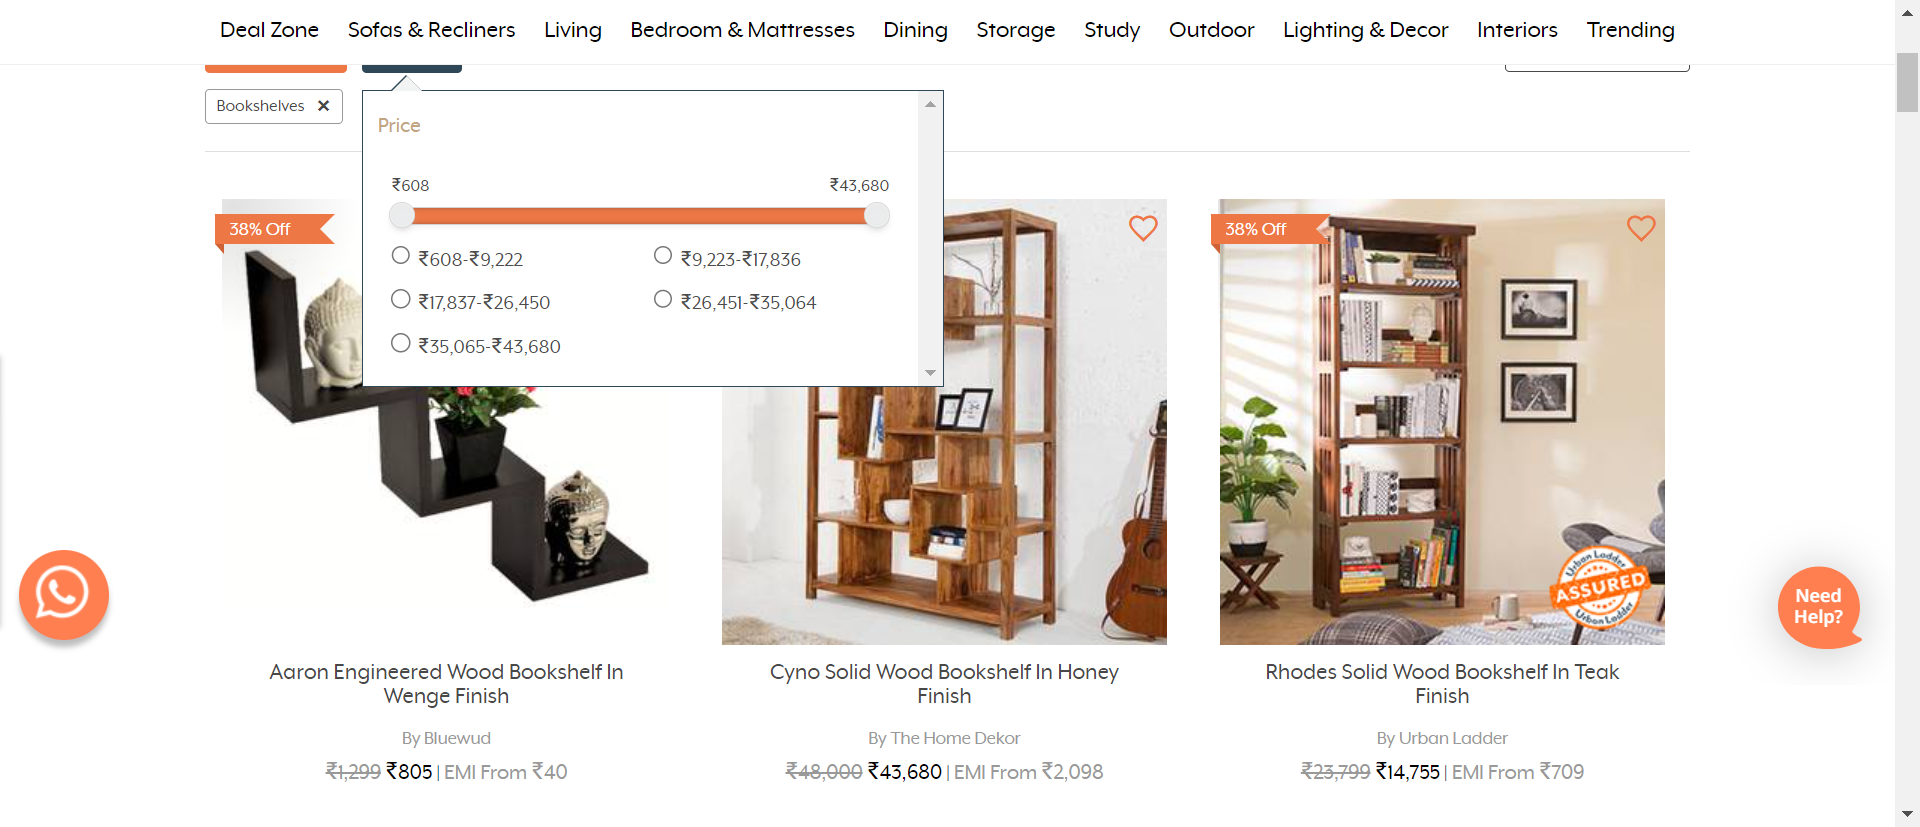 Deal Zone Sofas & Recliners Living Bedroom & Mattresses Dining Storage Study Outdoor Lighting & Decor Interiors Trending
Bookshelves ✕
Price
₹608 ₹43,680
₹608-₹9,222 ₹9,223-₹17,836
₹17,837-₹26,450 ₹26,451-₹35,064
₹35,065-₹43,680
38% Off
38% Off
Urban Ladder
ASSURED
Urban Ladder
Need
Help?
Aaron Engineered Wood Bookshelf In
Wenge Finish
By Bluewud
₹1,299 ₹805 | EMI From ₹40
Cyno Solid Wood Bookshelf In Honey
Finish
By The Home Dekor
₹48,000 ₹43,680 | EMI From ₹2,098
Rhodes Solid Wood Bookshelf In Teak
Finish
By Urban Ladder
₹23,799 ₹14,755 | EMI From ₹709